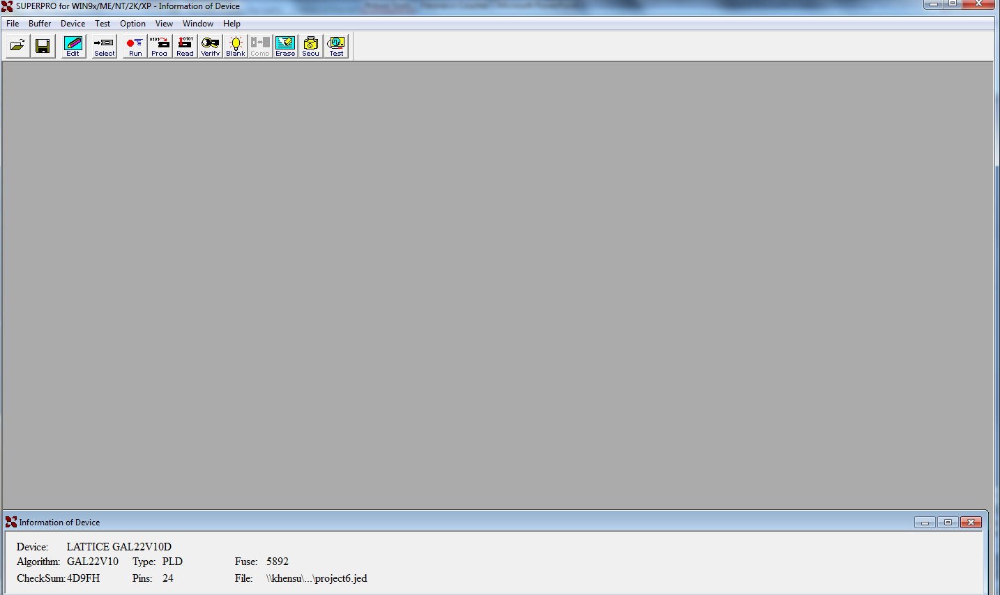 SUPERPRO for WIN9x/ME/NT/2K/XP - Information of Device
File Buffer Device Test Option View Window Help
Edit Select Run Prog Read Verify Blank Comp Erase Secu Test
Information of Device
Device: LATTICE GAL22V10D
Algorithm: GAL22V10 Type: PLD Fuse: 5892
CheckSum: 4D9FH Pins: 24 File: \\khensu\...\project6.jed